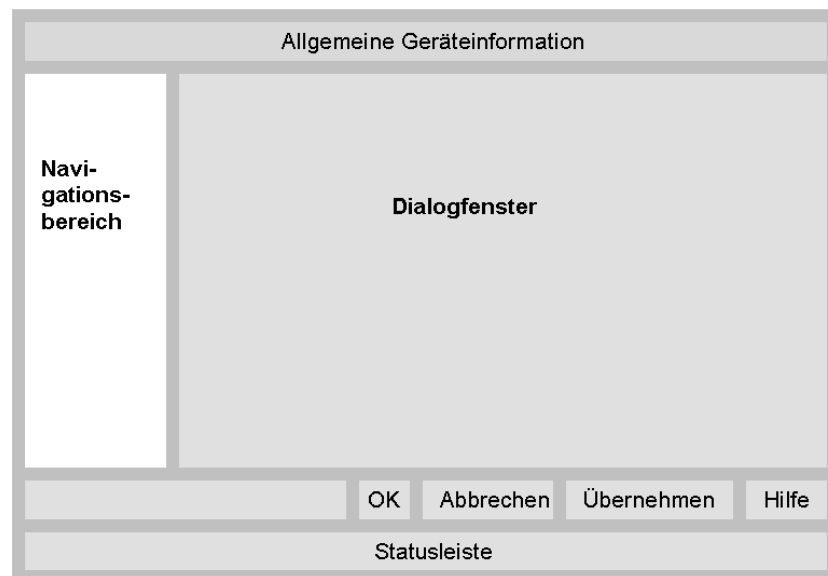 Allgemeine Geräteinformation
Navi-
gations-
bereich
Dialogfenster
OK Abbrechen Übernehmen Hilfe
Statusleiste